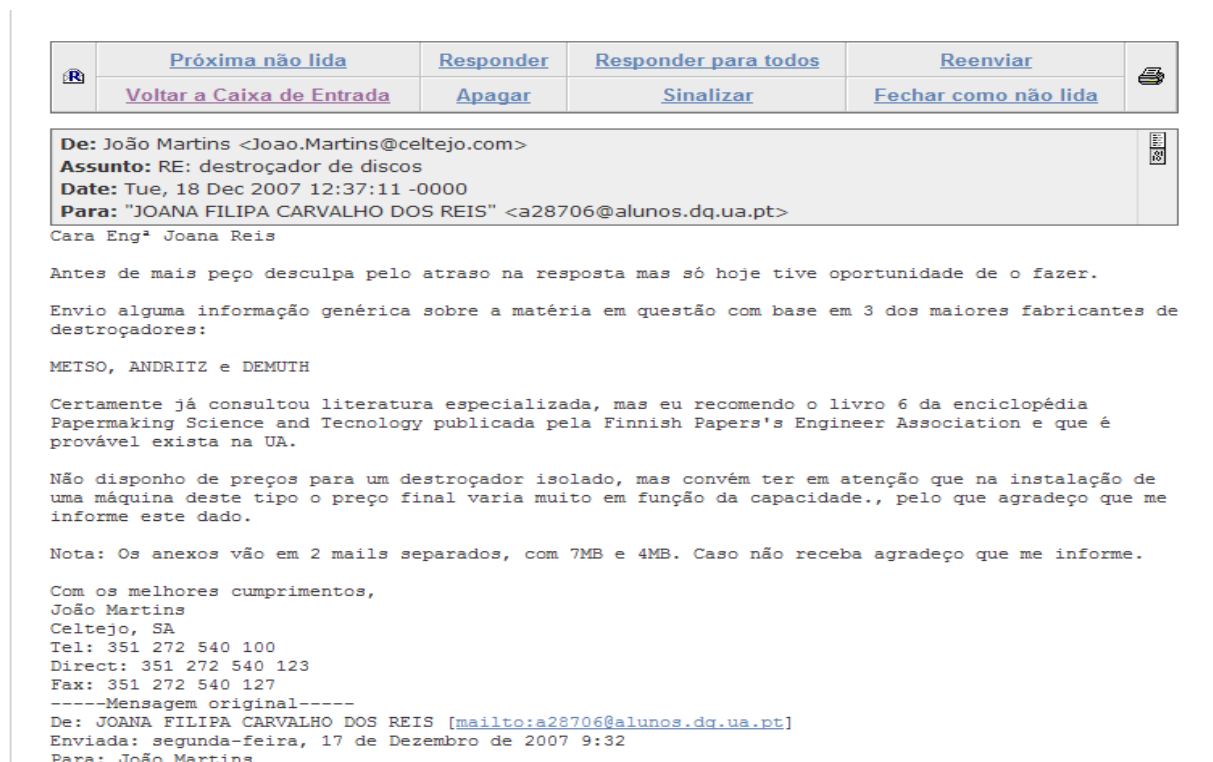 Próxima não lida Responder Responder para todos Reenviar
Voltar a Caixa de Entrada Apagar Sinalizar Fechar como não lida
De: João Martins <Joao.Martins@celtejo.com>
Assunto: RE: destroçador de discos
Date: Tue, 18 Dec 2007 12:37:11 -0000
Para: "JOANA FILIPA CARVALHO DOS REIS" <a28706@alunos.dq.ua.pt>
Cara Engª Joana Reis
Antes de mais peço desculpa pelo atraso na resposta mas só hoje tive oportunidade de o fazer.
Envio alguma informação genérica sobre a matéria em questão com base em 3 dos maiores fabricantes de
destroçadores:
METSO, ANDRITZ e DEMUTH
Certamente já consultou literatura especializada, mas eu recomendo o livro 6 da enciclopédia
Papermaking Science and Tecnology publicada pela Finnish Papers's Engineer Association e que é
provável exista na UA.
Não disponho de preços para um destroçador isolado, mas convém ter em atenção que na instalação de
uma máquina deste tipo o preço final varia muito em função da capacidade., pelo que agradeço que me
informe este dado.
Nota: Os anexos vão em 2 mails separados, com 7MB e 4MB. Caso não receba agradeço que me informe.
Com os melhores cumprimentos,
João Martins
Celtejo, SA
Tel: 351 272 540 100
Direct: 351 272 540 123
Fax: 351 272 540 127
-----Mensagem original-----
De: JOANA FILIPA CARVALHO DOS REIS [mailto:a28706@alunos.dq.ua.pt]
Enviada: segunda-feira, 17 de Dezembro de 2007 9:32
Para: João Martins